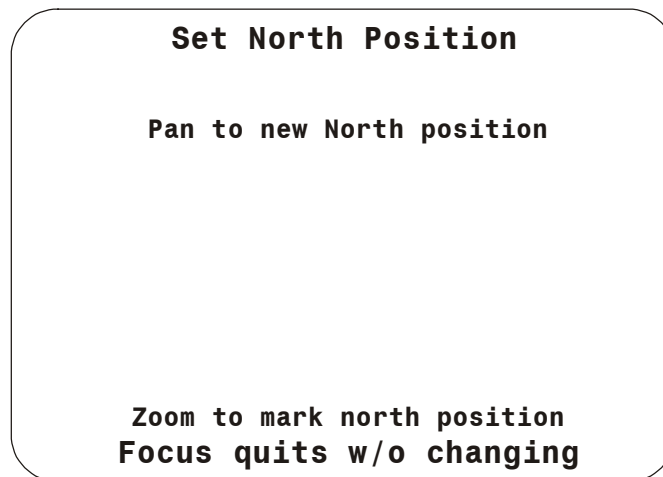 Set North Position
Pan to new North position
Zoom to mark north position
Focus quits w/o changing